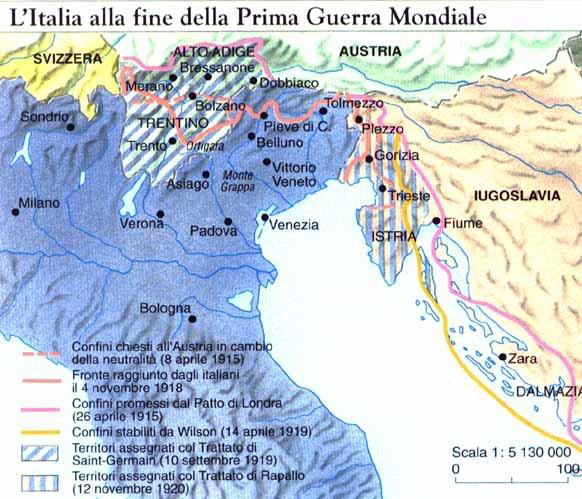 L'Italia alla fine della Prima Guerra Mondiale
SVIZZERA
ALTO ADIGE
AUSTRIA
Bressanone
Merano
Dobbiaco
Bolzano
Tolmezzo
Sondrio
TRENTINO
Pieve di C.
Plezzo
Trento
Ortigara
Belluno
Gorizia
Asiago
Monte
Grappa
Vittorio
Veneto
Trieste
IUGOSLAVIA
Milano
Verona
Padova
Venezia
ISTRIA
Fiume
Bologna
Zara
DALMAZIA
Confini chiesti all'Austria in cambio
della neutralità (8 aprile 1915)
Fronte raggiunto dagli italiani
il 4 novembre 1918
Confini promessi dal Patto di Londra
(26 aprile 1915)
Confini stabiliti da Wilson (14 aprile 1919)
Territori assegnati col Trattato di
Saint-Germain (10 settembre 1919)
Territori assegnati col Trattato di Rapallo
(12 novembre 1920)
Scala 1: 5 130 000
0 100